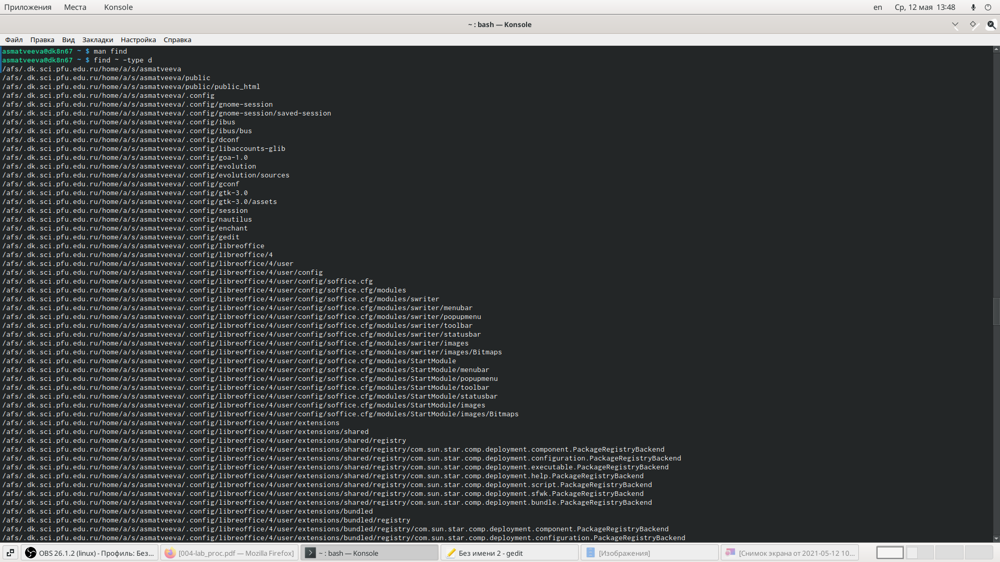 Приложения Места Konsole en Ср, 12 мая 13:48
~ : bash — Konsole
Файл Правка Вид Закладки Настройка Справка
asmatveeva@dk8n67 ~ $ man find
asmatveeva@dk8n67 ~ $ find ~ -type d
/afs/.dk.sci.pfu.edu.ru/home/a/s/asmatveeva
/afs/.dk.sci.pfu.edu.ru/home/a/s/asmatveeva/public
/afs/.dk.sci.pfu.edu.ru/home/a/s/asmatveeva/public/public_html
/afs/.dk.sci.pfu.edu.ru/home/a/s/asmatveeva/.config
/afs/.dk.sci.pfu.edu.ru/home/a/s/asmatveeva/.config/gnome-session
/afs/.dk.sci.pfu.edu.ru/home/a/s/asmatveeva/.config/gnome-session/saved-session
/afs/.dk.sci.pfu.edu.ru/home/a/s/asmatveeva/.config/ibus
/afs/.dk.sci.pfu.edu.ru/home/a/s/asmatveeva/.config/ibus/bus
/afs/.dk.sci.pfu.edu.ru/home/a/s/asmatveeva/.config/dconf
/afs/.dk.sci.pfu.edu.ru/home/a/s/asmatveeva/.config/libaccounts-glib
/afs/.dk.sci.pfu.edu.ru/home/a/s/asmatveeva/.config/goa-1.0
/afs/.dk.sci.pfu.edu.ru/home/a/s/asmatveeva/.config/evolution
/afs/.dk.sci.pfu.edu.ru/home/a/s/asmatveeva/.config/evolution/sources
/afs/.dk.sci.pfu.edu.ru/home/a/s/asmatveeva/.config/gconf
/afs/.dk.sci.pfu.edu.ru/home/a/s/asmatveeva/.config/gtk-3.0
/afs/.dk.sci.pfu.edu.ru/home/a/s/asmatveeva/.config/gtk-3.0/assets
/afs/.dk.sci.pfu.edu.ru/home/a/s/asmatveeva/.config/session
/afs/.dk.sci.pfu.edu.ru/home/a/s/asmatveeva/.config/nautilus
/afs/.dk.sci.pfu.edu.ru/home/a/s/asmatveeva/.config/enchant
/afs/.dk.sci.pfu.edu.ru/home/a/s/asmatveeva/.config/gedit
/afs/.dk.sci.pfu.edu.ru/home/a/s/asmatveeva/.config/libreoffice
/afs/.dk.sci.pfu.edu.ru/home/a/s/asmatveeva/.config/libreoffice/4
/afs/.dk.sci.pfu.edu.ru/home/a/s/asmatveeva/.config/libreoffice/4/user
/afs/.dk.sci.pfu.edu.ru/home/a/s/asmatveeva/.config/libreoffice/4/user/config
/afs/.dk.sci.pfu.edu.ru/home/a/s/asmatveeva/.config/libreoffice/4/user/config/soffice.cfg
/afs/.dk.sci.pfu.edu.ru/home/a/s/asmatveeva/.config/libreoffice/4/user/config/soffice.cfg/modules
/afs/.dk.sci.pfu.edu.ru/home/a/s/asmatveeva/.config/libreoffice/4/user/config/soffice.cfg/modules/swriter
/afs/.dk.sci.pfu.edu.ru/home/a/s/asmatveeva/.config/libreoffice/4/user/config/soffice.cfg/modules/swriter/menubar
/afs/.dk.sci.pfu.edu.ru/home/a/s/asmatveeva/.config/libreoffice/4/user/config/soffice.cfg/modules/swriter/popupmenu
/afs/.dk.sci.pfu.edu.ru/home/a/s/asmatveeva/.config/libreoffice/4/user/config/soffice.cfg/modules/swriter/toolbar
/afs/.dk.sci.pfu.edu.ru/home/a/s/asmatveeva/.config/libreoffice/4/user/config/soffice.cfg/modules/swriter/statusbar
/afs/.dk.sci.pfu.edu.ru/home/a/s/asmatveeva/.config/libreoffice/4/user/config/soffice.cfg/modules/swriter/images
/afs/.dk.sci.pfu.edu.ru/home/a/s/asmatveeva/.config/libreoffice/4/user/config/soffice.cfg/modules/swriter/images/Bitmaps
/afs/.dk.sci.pfu.edu.ru/home/a/s/asmatveeva/.config/libreoffice/4/user/config/soffice.cfg/modules/StartModule
/afs/.dk.sci.pfu.edu.ru/home/a/s/asmatveeva/.config/libreoffice/4/user/config/soffice.cfg/modules/StartModule/menubar
/afs/.dk.sci.pfu.edu.ru/home/a/s/asmatveeva/.config/libreoffice/4/user/config/soffice.cfg/modules/StartModule/popupmenu
/afs/.dk.sci.pfu.edu.ru/home/a/s/asmatveeva/.config/libreoffice/4/user/config/soffice.cfg/modules/StartModule/toolbar
/afs/.dk.sci.pfu.edu.ru/home/a/s/asmatveeva/.config/libreoffice/4/user/config/soffice.cfg/modules/StartModule/statusbar
/afs/.dk.sci.pfu.edu.ru/home/a/s/asmatveeva/.config/libreoffice/4/user/config/soffice.cfg/modules/StartModule/images
/afs/.dk.sci.pfu.edu.ru/home/a/s/asmatveeva/.config/libreoffice/4/user/config/soffice.cfg/modules/StartModule/images/Bitmaps
/afs/.dk.sci.pfu.edu.ru/home/a/s/asmatveeva/.config/libreoffice/4/user/extensions
/afs/.dk.sci.pfu.edu.ru/home/a/s/asmatveeva/.config/libreoffice/4/user/extensions/shared
/afs/.dk.sci.pfu.edu.ru/home/a/s/asmatveeva/.config/libreoffice/4/user/extensions/shared/registry
/afs/.dk.sci.pfu.edu.ru/home/a/s/asmatveeva/.config/libreoffice/4/user/extensions/shared/registry/com.sun.star.comp.deployment.component.PackageRegistryBackend
/afs/.dk.sci.pfu.edu.ru/home/a/s/asmatveeva/.config/libreoffice/4/user/extensions/shared/registry/com.sun.star.comp.deployment.configuration.PackageRegistryBackend
/afs/.dk.sci.pfu.edu.ru/home/a/s/asmatveeva/.config/libreoffice/4/user/extensions/shared/registry/com.sun.star.comp.deployment.executable.PackageRegistryBackend
/afs/.dk.sci.pfu.edu.ru/home/a/s/asmatveeva/.config/libreoffice/4/user/extensions/shared/registry/com.sun.star.comp.deployment.help.PackageRegistryBackend
/afs/.dk.sci.pfu.edu.ru/home/a/s/asmatveeva/.config/libreoffice/4/user/extensions/shared/registry/com.sun.star.comp.deployment.script.PackageRegistryBackend
/afs/.dk.sci.pfu.edu.ru/home/a/s/asmatveeva/.config/libreoffice/4/user/extensions/shared/registry/com.sun.star.comp.deployment.sfwk.PackageRegistryBackend
/afs/.dk.sci.pfu.edu.ru/home/a/s/asmatveeva/.config/libreoffice/4/user/extensions/shared/registry/com.sun.star.comp.deployment.bundle.PackageRegistryBackend
/afs/.dk.sci.pfu.edu.ru/home/a/s/asmatveeva/.config/libreoffice/4/user/extensions/bundled
/afs/.dk.sci.pfu.edu.ru/home/a/s/asmatveeva/.config/libreoffice/4/user/extensions/bundled/registry
/afs/.dk.sci.pfu.edu.ru/home/a/s/asmatveeva/.config/libreoffice/4/user/extensions/bundled/registry/com.sun.star.comp.deployment.component.PackageRegistryBackend
/afs/.dk.sci.pfu.edu.ru/home/a/s/asmatveeva/.config/libreoffice/4/user/extensions/bundled/registry/com.sun.star.comp.deployment.configuration.PackageRegistryBackend
OBS 26.1.2 (linux) - Профиль: Без... [004-lab_proc.pdf — Mozilla Firefox] ~ : bash — Konsole Без имени 2 - gedit [Изображения] [Снимок экрана от 2021-05-12 10...